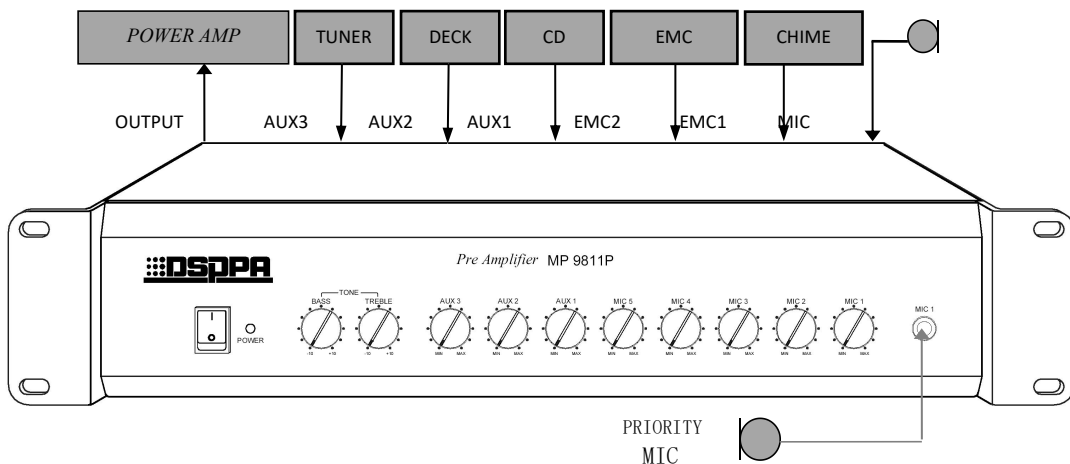 POWER AMP TUNER DECK CD EMC CHIME
OUTPUT AUX3 AUX2 AUX1 EMC2 EMC1 MIC
DSPPA
Pre Amplifier MP 9811P
TONE
BASS TREBLE AUX 3 AUX 2 AUX 1 MIC 5 MIC 4 MIC 3 MIC 2 MIC 1 MIC 1
POWER
-10 +10 -10 +10 MIN MAX MIN MAX MIN MAX MIN MAX MIN MAX MIN MAX MIN MAX MIN MAX
PRIORITY
MIC